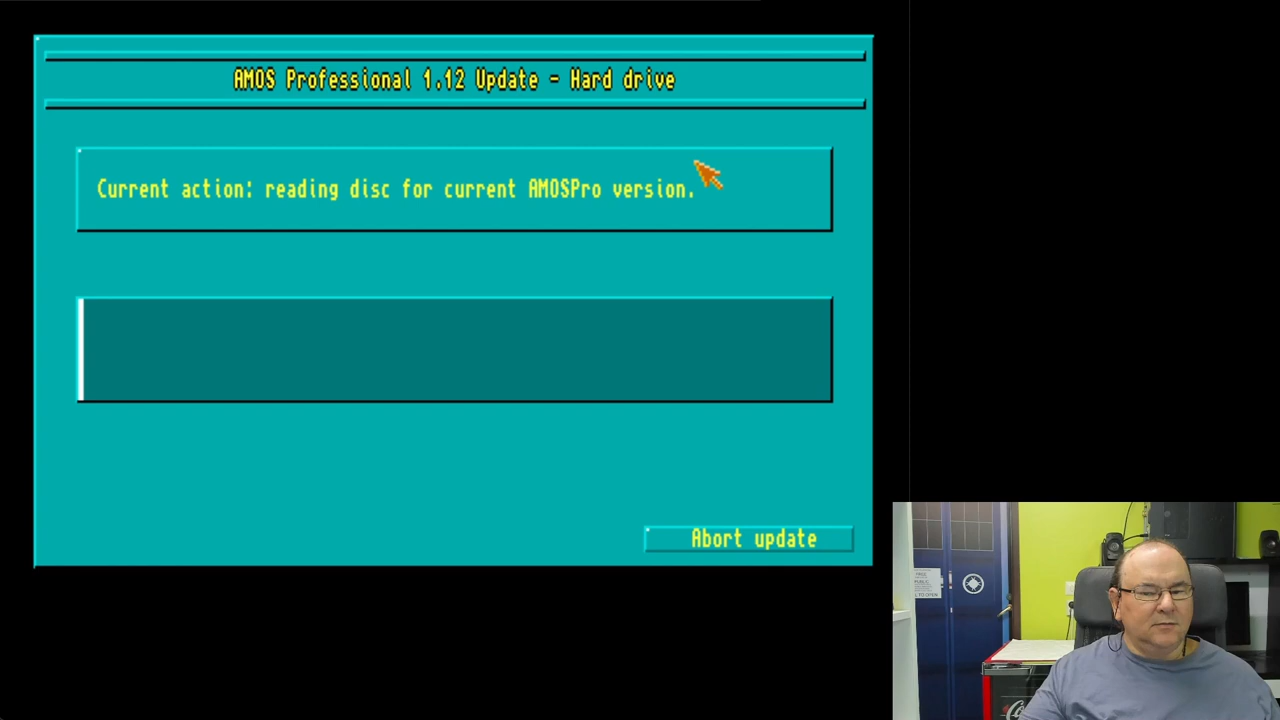 AMOS Professional 1.12 Update - Hard drive
Current action: reading disc for current AMOSPro version.
Abort update